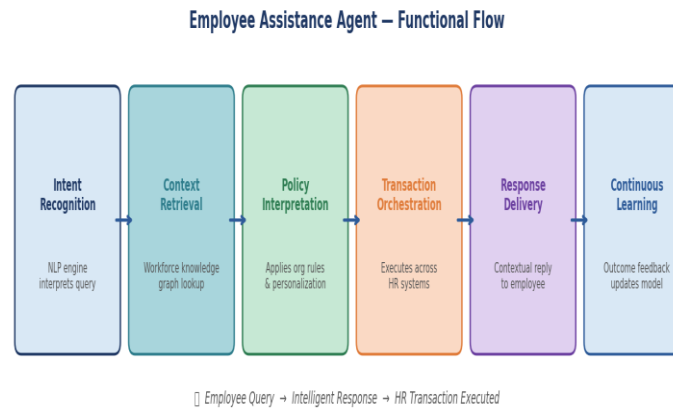 Employee Assistance Agent — Functional Flow
Intent
Recognition
NLP engine
interprets query
Context
Retrieval
Workforce knowledge
graph lookup
Policy
Interpretation
Applies org rules
& personalization
Transaction
Orchestration
Executes across
HR systems
Response
Delivery
Contextual reply
to employee
Continuous
Learning
Outcome feedback
updates model
▯ Employee Query → Intelligent Response → HR Transaction Executed